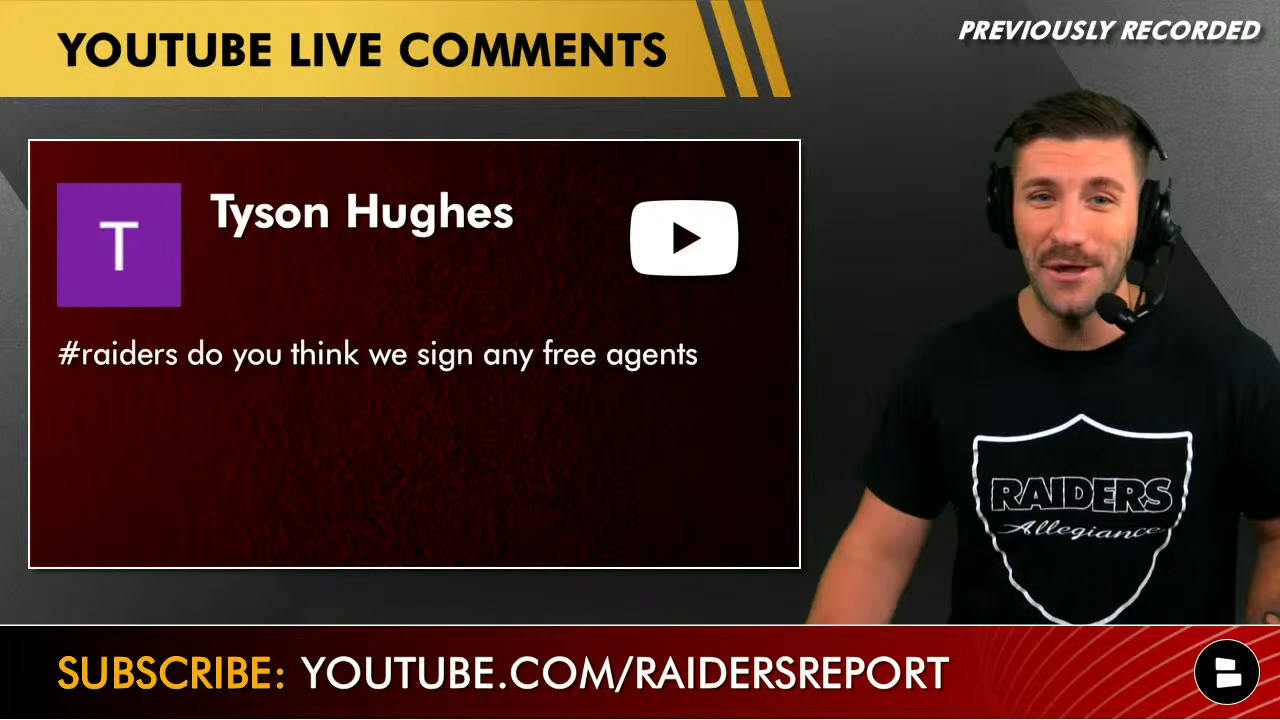 YOUTUBE LIVE COMMENTS
PREVIOUSLY RECORDED
T
Tyson Hughes
#raiders do you think we sign any free agents
RAIDERS
Allegiance
SUBSCRIBE: YOUTUBE.COM/RAIDERSREPORT